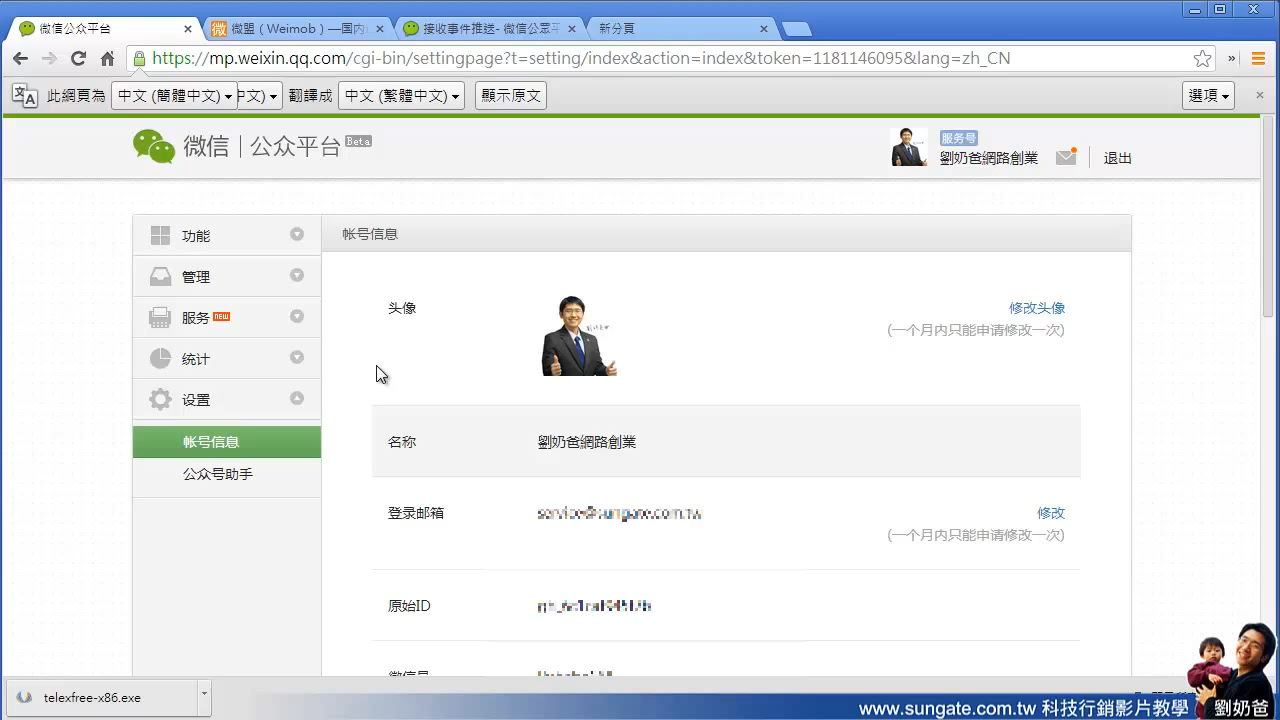 微信公众平台
微盟（Weimob）—国内
接收事件推送- 微信公眾平
新分頁
https://mp.weixin.qq.com/cgi-bin/settingpage?t=setting/index&action=index&token=1181146095&lang=zh_CN
此網頁為
中文 (簡體中文)
中文)
翻譯成
中文 (繁體中文)
顯示原文
選項
微信
公众平台
Beta
服务号
劉奶爸網路創業
退出
功能
管理
服务
NEW
统计
设置
帐号信息
公众号助手
帐号信息
头像
修改头像
(一个月内只能申请修改一次)
名称
劉奶爸網路創業
登录邮箱
service@sungate.com.tw
修改
(一个月内只能申请修改一次)
原始ID
telexfree-x86.exe
www.sungate.com.tw 科技行銷影片教學
劉奶爸